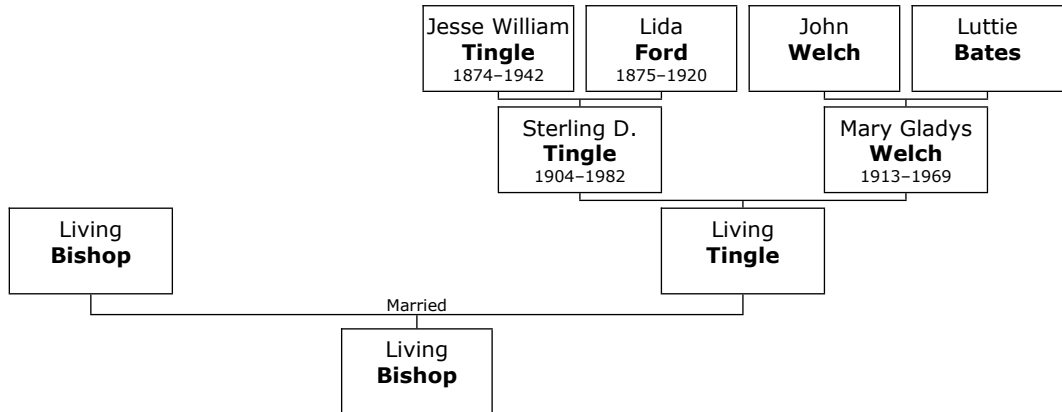 Jesse William
Tingle
1874–1942
Lida
Ford
1875–1920
John
Welch
Luttie
Bates
Sterling D.
Tingle
1904–1982
Mary Gladys
Welch
1913–1969
Living
Bishop
Living
Tingle
Married
Living
Bishop